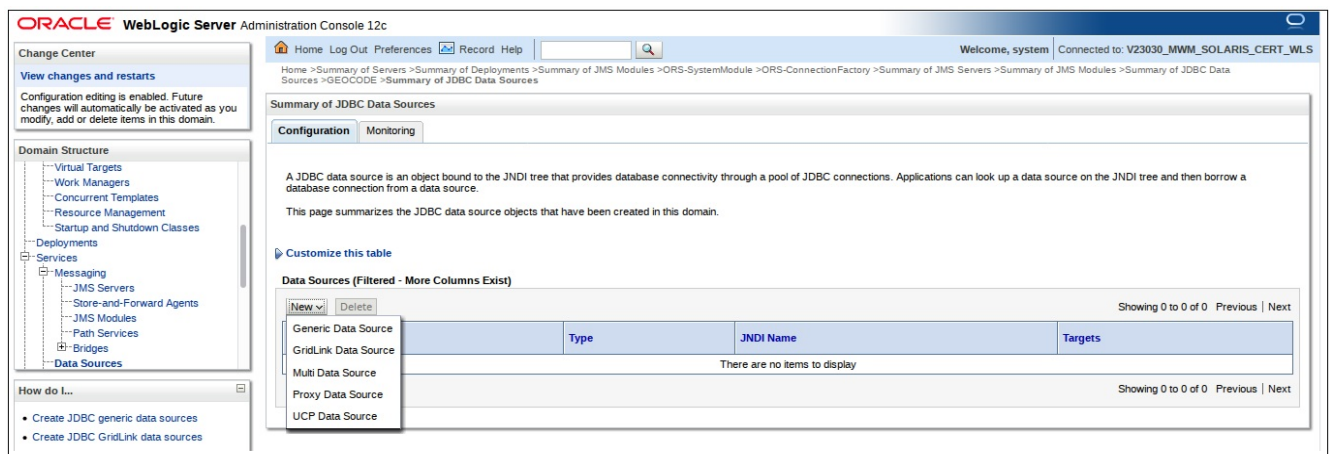 ORACLE WebLogic Server Administration Console 12c
Change Center
View changes and restarts
Configuration editing is enabled. Future
changes will automatically be activated as you
modify, add or delete items in this domain.
Domain Structure
Virtual Targets
Work Managers
Concurrent Templates
Resource Management
Startup and Shutdown Classes
Deployments
Services
Messaging
JMS Servers
Store-and-Forward Agents
JMS Modules
Path Services
Bridges
Data Sources
How do I...
Create JDBC generic data sources
Create JDBC GridLink data sources
Home Log Out Preferences Record Help
Welcome, system Connected to: V23030_MWM_SOLARIS_CERT_WLS
Home >Summary of Servers >Summary of Deployments >Summary of JMS Modules >ORS-SystemModule >ORS-ConnectionFactory >Summary of JMS Servers >Summary of JMS Modules >Summary of JDBC Data
Sources >GEOCODE >Summary of JDBC Data Sources
Summary of JDBC Data Sources
Configuration Monitoring
A JDBC data source is an object bound to the JNDI tree that provides database connectivity through a pool of JDBC connections. Applications can look up a data source on the JNDI tree and then borrow a
database connection from a data source.
This page summarizes the JDBC data source objects that have been created in this domain.
Customize this table
Data Sources (Filtered - More Columns Exist)
New Delete
Showing 0 to 0 of 0 Previous | Next
Generic Data Source
GridLink Data Source
Multi Data Source
Proxy Data Source
UCP Data Source
Type JNDI Name Targets
There are no items to display
Showing 0 to 0 of 0 Previous | Next